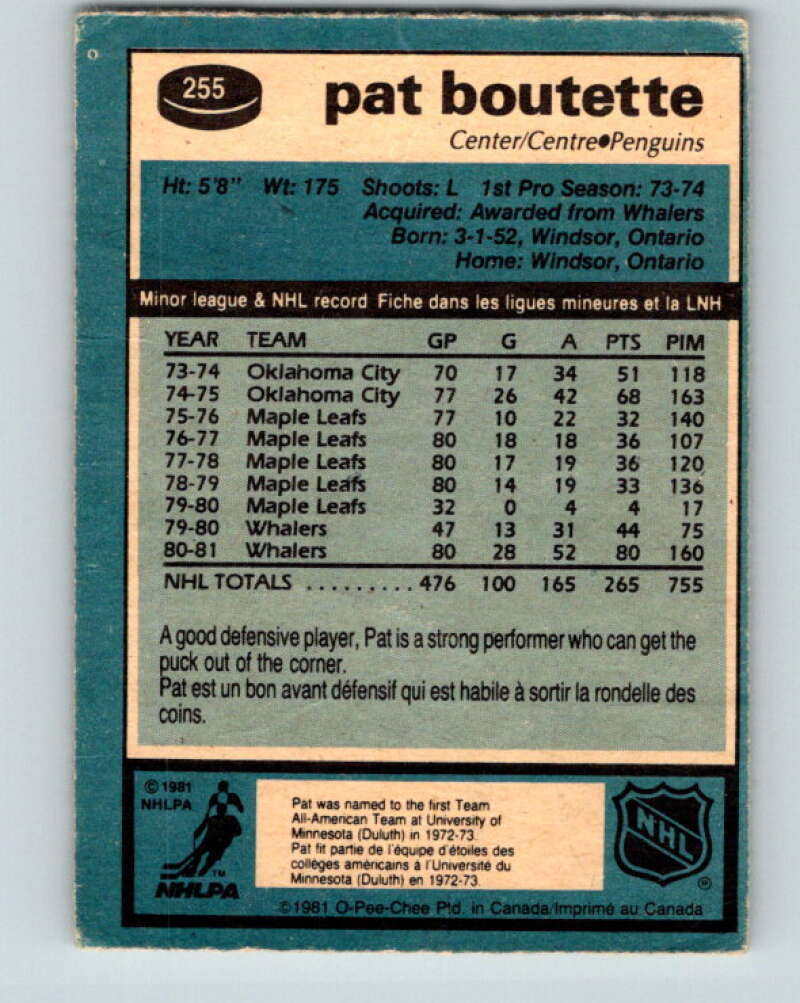 255
pat boutette
Center/Centre●Penguins
Ht: 5'8" Wt: 175 Shoots: L 1st Pro Season: 73-74
Acquired: Awarded from Whalers
Born: 3-1-52, Windsor, Ontario
Home: Windsor, Ontario
Minor league & NHL record Fiche dans les ligues mineures et la LNH
YEAR TEAM GP G A PTS PIM
73-74 Oklahoma City 70 17 34 51 118
74-75 Oklahoma City 77 26 42 68 163
75-76 Maple Leafs 77 10 22 32 140
76-77 Maple Leafs 80 18 18 36 107
77-78 Maple Leafs 80 17 19 36 120
78-79 Maple Leafs 80 14 19 33 136
79-80 Maple Leafs 32 0 4 4 17
79-80 Whalers 47 13 31 44 75
80-81 Whalers 80 28 52 80 160
NHL TOTALS .......... 476 100 165 265 755
A good defensive player, Pat is a strong performer who can get the
puck out of the corner.
Pat est un bon avant défensif qui est habile à sortir la rondelle des
coins.
© 1981
NHLPA
TM
NHLPA
Pat was named to the first Team
All-American Team at University of
Minnesota (Duluth) in 1972-73.
Pat fit partie de l'équipe d'étoiles des
collèges américains à l'Université du
Minnesota (Duluth) en 1972-73.
NHL
®
©1981 O-Pee-Chee Ptd. in Canada/Imprimé au Canada